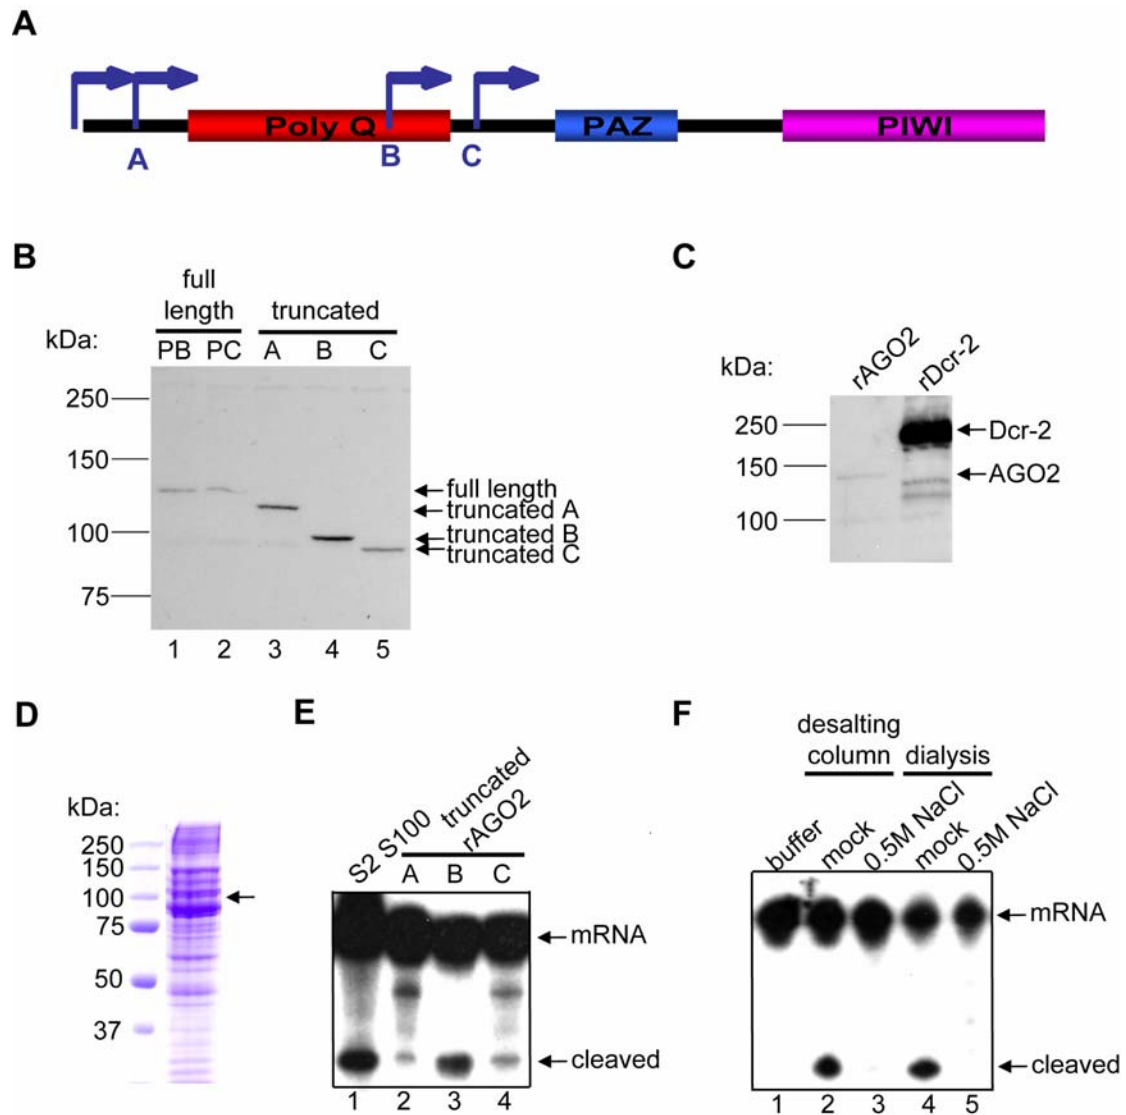 A
Poly Q
PAZ
PIWI
A
B
C
B
full
length
truncated
kDa:
PB PC A B C
250
150
100
75
full length
truncated A
truncated B
truncated C
1 2 3 4 5
C
kDa:
rAGO2
rDcr-2
250
150
100
Dcr-2
AGO2
D
kDa:
250
150
100
75
50
37
E
S2 S100
truncated
rAGO2
A B C
mRNA
cleaved
1 2 3 4
F
desalting
column
dialysis
buffer
mock
0.5M NaCl
mock
0.5M NaCl
mRNA
cleaved
1 2 3 4 5